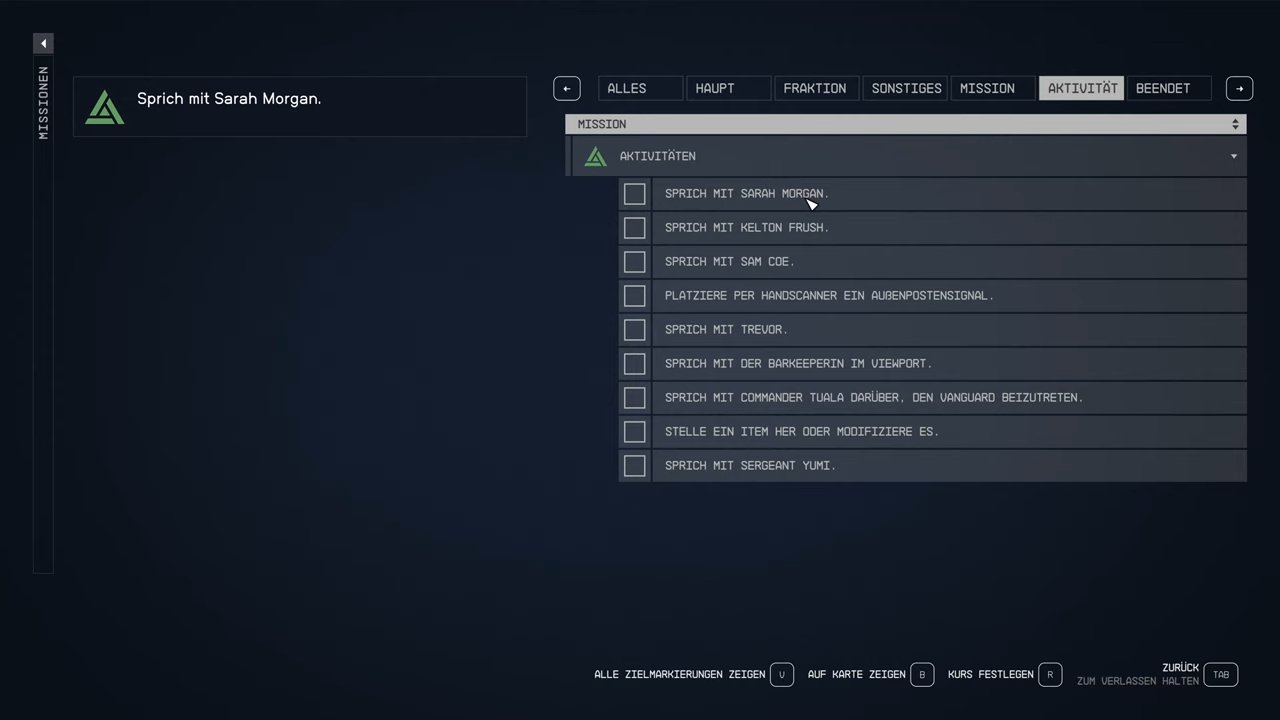 MISSIONEN
Sprich mit Sarah Morgan.
ALLES
HAUPT
FRAKTION
SONSTIGES
MISSION
AKTIVITÄT
BEENDET
MISSION
AKTIVITÄTEN
SPRICH MIT SARAH MORGAN.
SPRICH MIT KELTON FRUSH.
SPRICH MIT SAM COE.
PLATZIERE PER HANDSCANNER EIN AUßENPOSTENSIGNAL.
SPRICH MIT TREVOR.
SPRICH MIT DER BARKEEPERIN IM VIEWPORT.
SPRICH MIT COMMANDER TUALA DARÜBER, DEN VANGUARD BEIZUTRETEN.
STELLE EIN ITEM HER ODER MODIFIZIERE ES.
SPRICH MIT SERGEANT YUMI.
ALLE ZIELMARKIERUNGEN ZEIGEN V
AUF KARTE ZEIGEN B
KURS FESTLEGEN R
ZURÜCK
ZUM VERLASSEN HALTEN
TAB